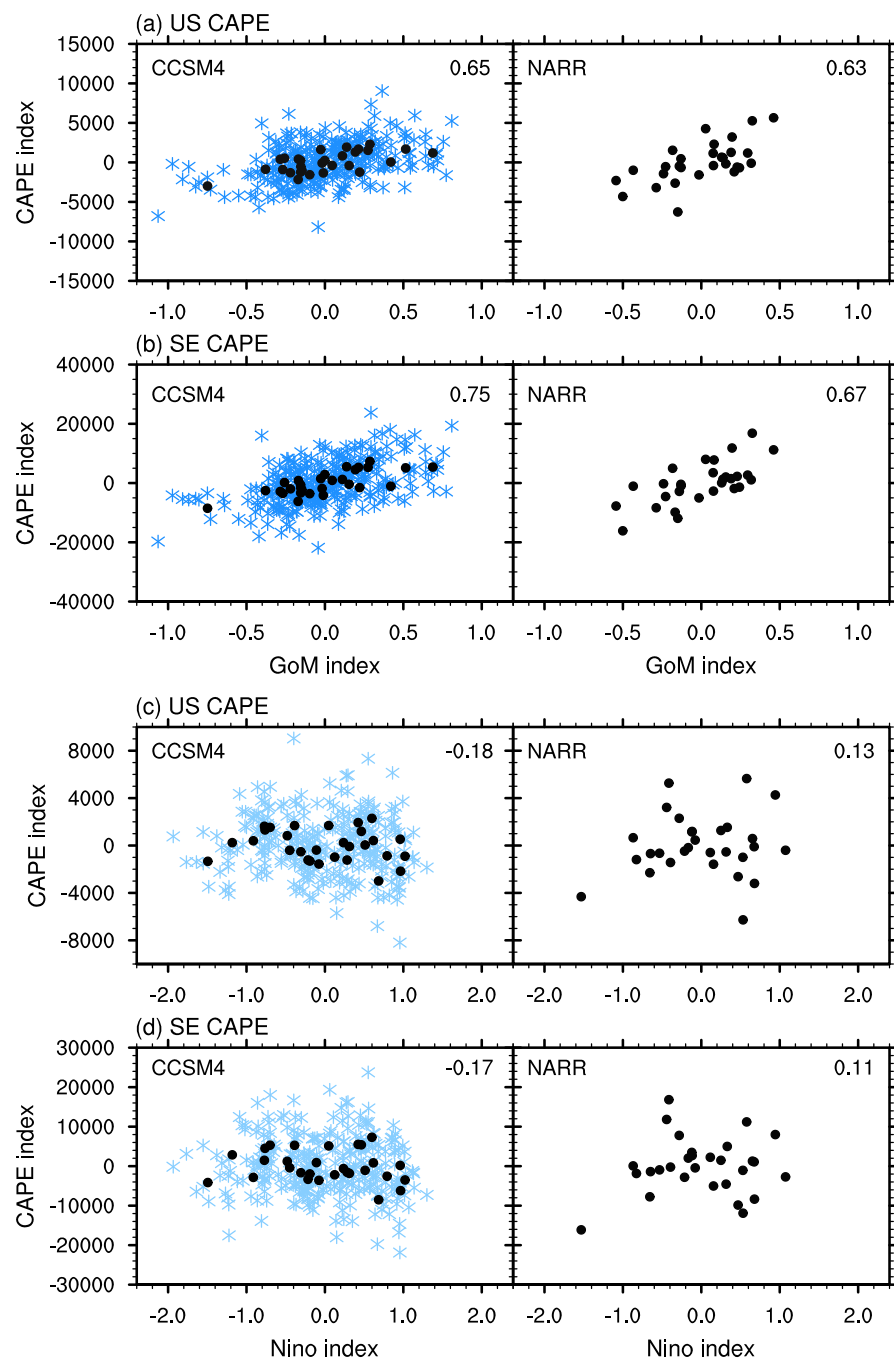 (a) US CAPE
15000
10000
5000
0
-5000
-10000
-15000
CAPE index
CCSM4
0.65
NARR
0.63
-1.0 -0.5 0.0 0.5 1.0 -1.0 -0.5 0.0 0.5 1.0
(b) SE CAPE
40000
20000
0
-20000
-40000
CAPE index
CCSM4
0.75
NARR
0.67
-1.0 -0.5 0.0 0.5 1.0 -1.0 -0.5 0.0 0.5 1.0
GoM index
GoM index
(c) US CAPE
8000
4000
0
-4000
-8000
CAPE index
CCSM4
-0.18
NARR
0.13
-2.0 -1.0 0.0 1.0 2.0 -2.0 -1.0 0.0 1.0 2.0
(d) SE CAPE
30000
20000
10000
0
-10000
-20000
-30000
CAPE index
CCSM4
-0.17
NARR
0.11
-2.0 -1.0 0.0 1.0 2.0 -2.0 -1.0 0.0 1.0 2.0
Nino index
Nino index